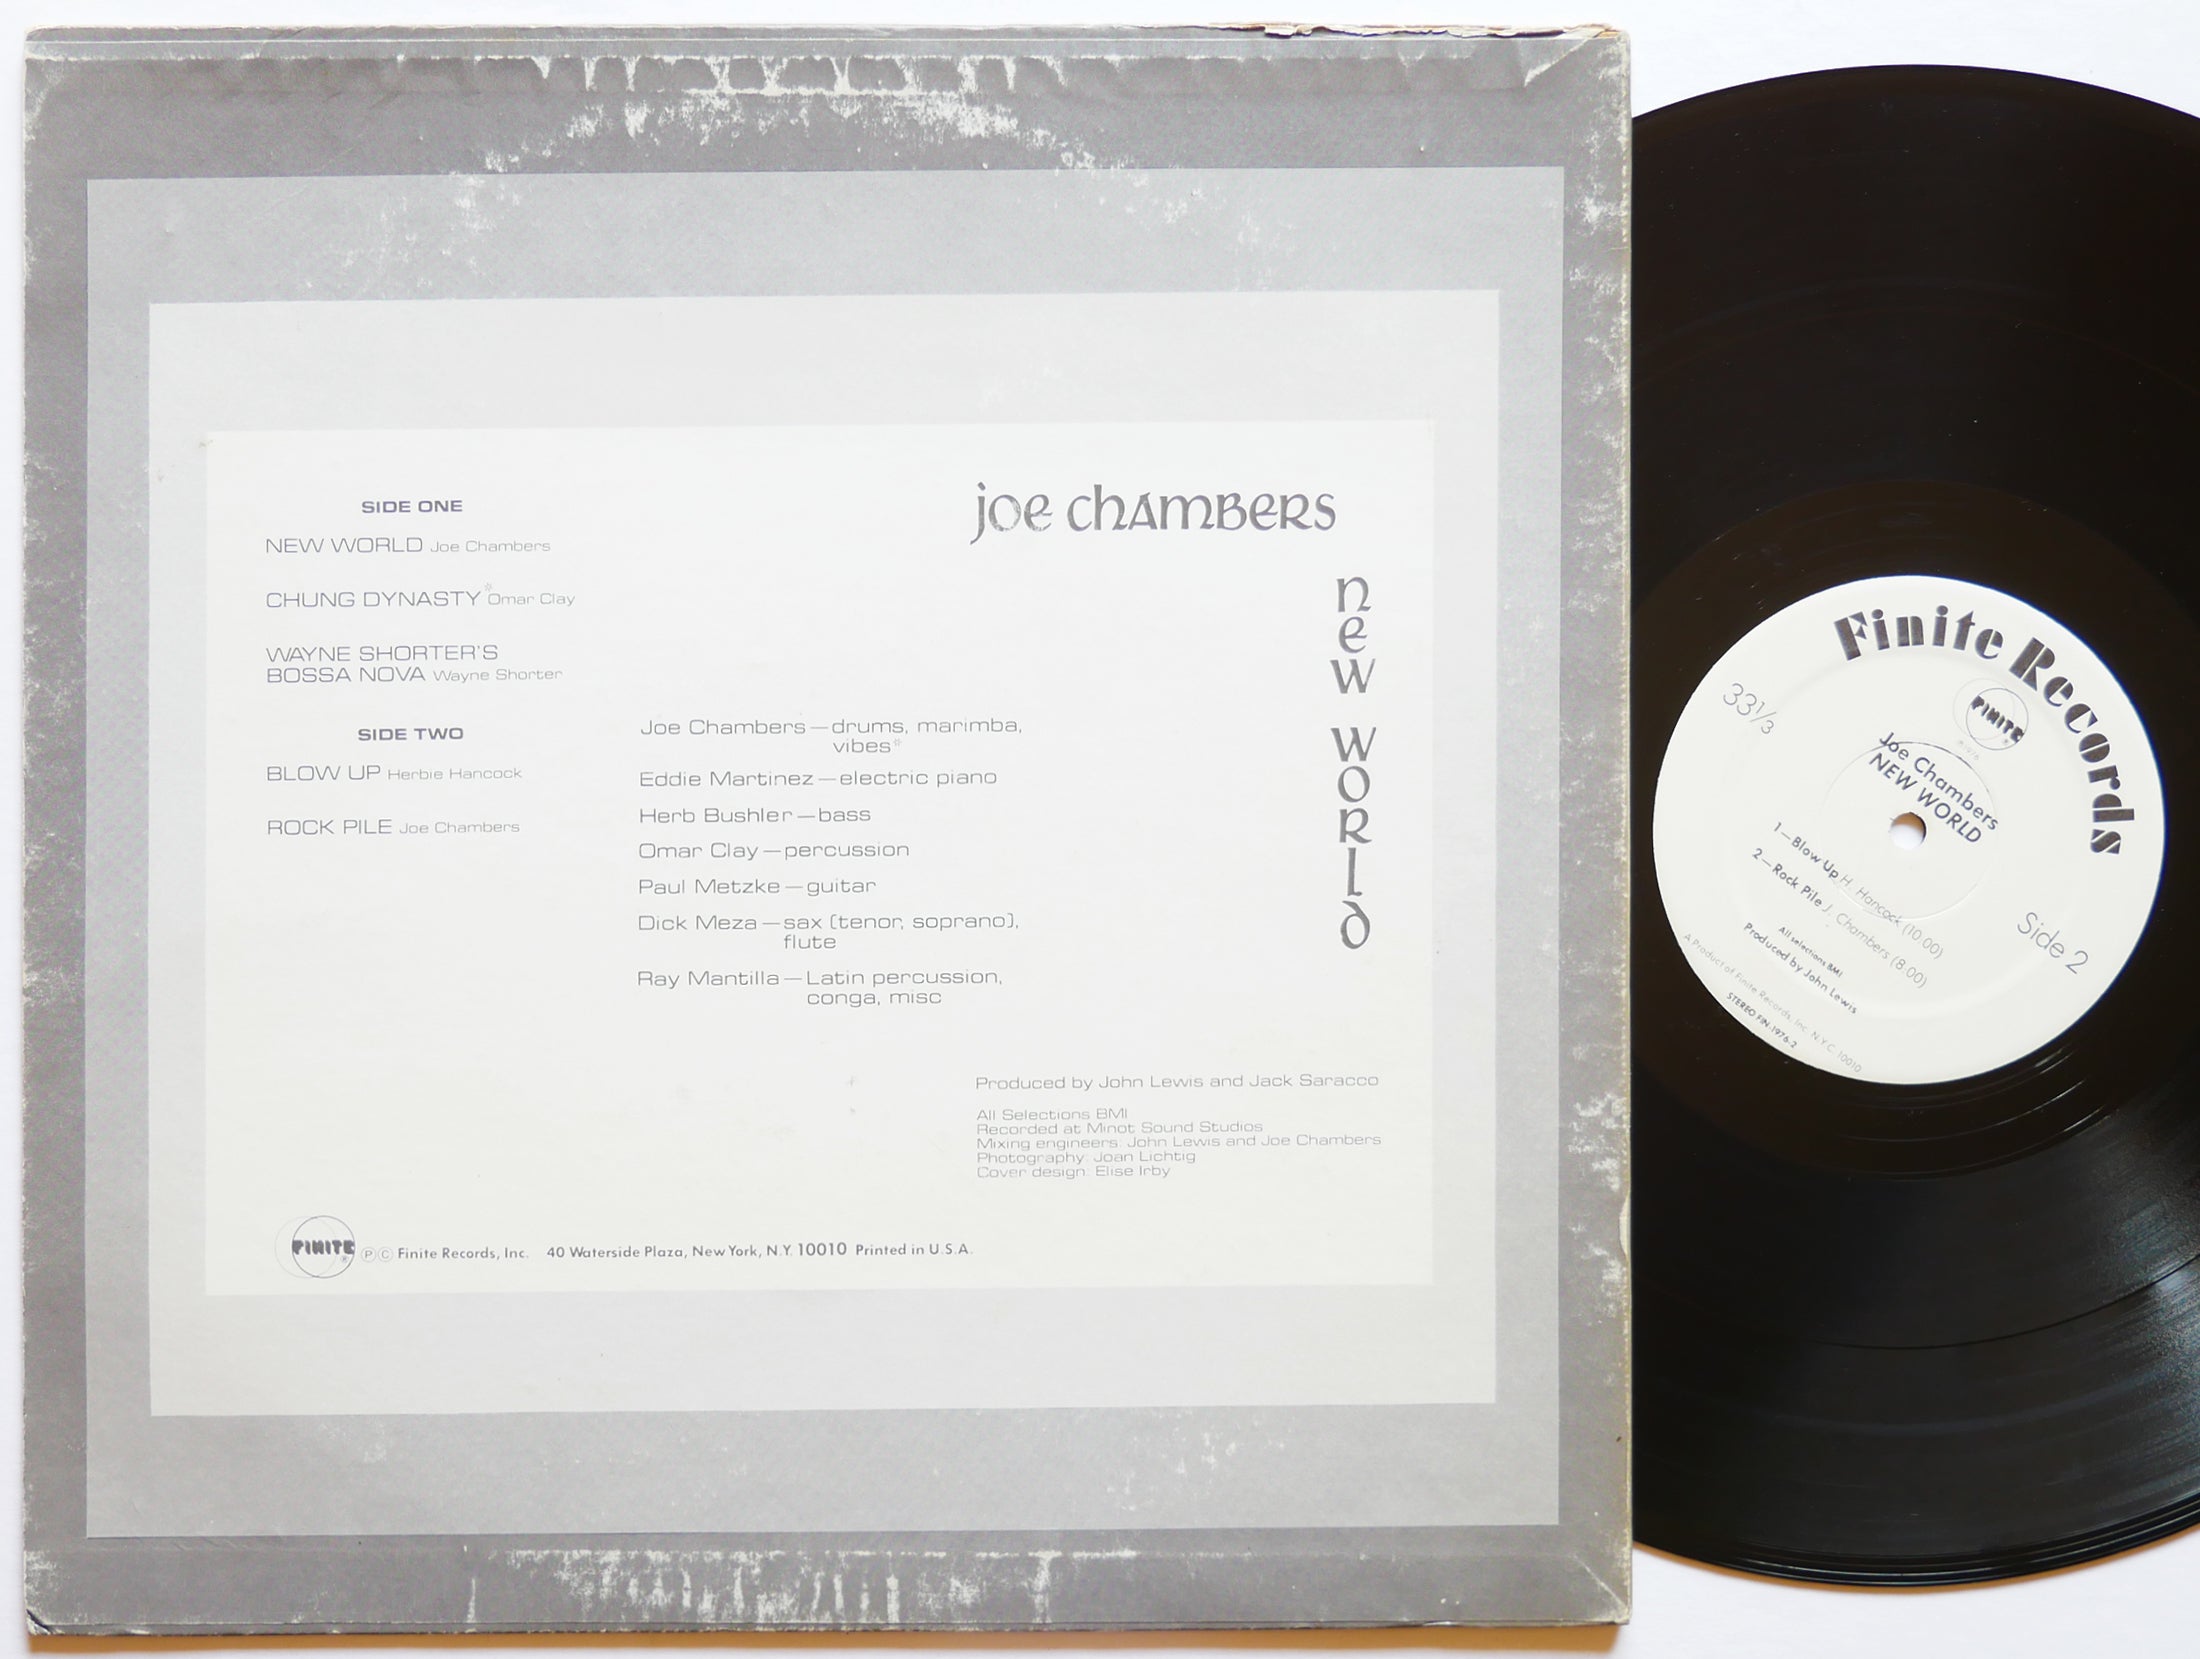 SIDE ONE
NEW WORLD Joe Chambers
CHUNG DYNASTY* Omar Clay
WAYNE SHORTER'S
BOSSA NOVA Wayne Shorter
SIDE TWO
BLOW UP Herbie Hancock
ROCK PILE Joe Chambers
joe chambers
new world
Joe Chambers—drums, marimba,
vibes*
Eddie Martinez—electric piano
Herb Bushler—bass
Omar Clay—percussion
Paul Metzke—guitar
Dick Meza—sax (tenor, soprano),
flute
Ray Mantilla—Latin percussion,
conga, misc
Produced by John Lewis and Jack Saracco
All Selections BMI
Recorded at Minot Sound Studios
Mixing engineers: John Lewis and Joe Chambers
Photography: Joan Lichtig
Cover design: Elise Irby
FINITE ® ℗ © Finite Records, Inc. 40 Waterside Plaza, New York, N.Y. 10010 Printed in U.S.A.
Finite Records
33⅓
FINITE ®
℗ 1976
Joe Chambers
NEW WORLD
1—Blow Up H. Hancock (10:00)
2—Rock Pile J. Chambers (8:00)
Side 2
All selections BMI
Produced by John Lewis
A Product of Finite Records, Inc. N.Y.C. 10010
STEREO FIN-1976-2